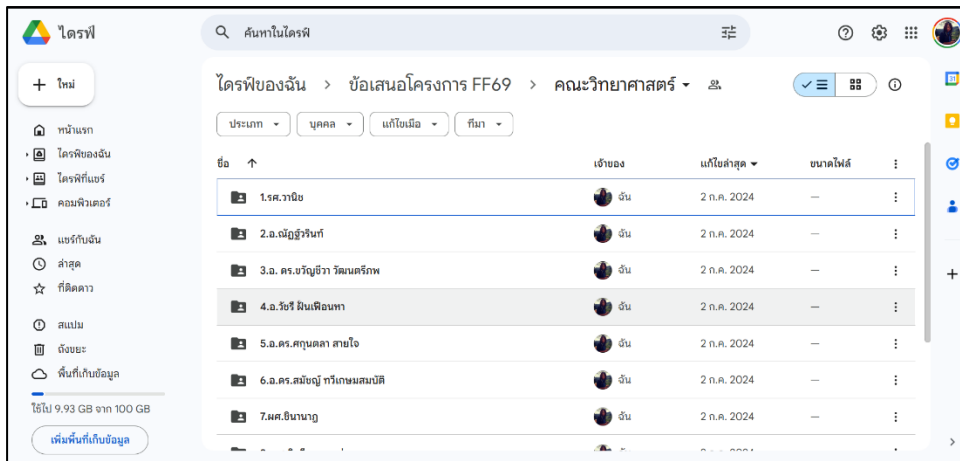 ไดรฟ์
ค้นหาในไดรฟ์
ใหม่
หน้าแรก
ไดรฟ์ของฉัน
ไดรฟ์ที่แชร์
คอมพิวเตอร์
แชร์กับฉัน
ล่าสุด
ที่ติดดาว
สแปม
ถังขยะ
พื้นที่เก็บข้อมูล
ใช้ไป 9.93 GB จาก 100 GB
เพิ่มพื้นที่เก็บข้อมูล
ไดรฟ์ของฉัน > ข้อเสนอโครงการ FF69 > คณะวิทยาศาสตร์
ประเภท บุคคล แก้ไขเมื่อ ที่มา
ชื่อ เจ้าของ แก้ไขล่าสุด ขนาดไฟล์
1.รศ.วานิช ฉัน 2 ก.ค. 2024 —
2.อ.ณัฏฐ์วรินท์ ฉัน 2 ก.ค. 2024 —
3.อ. ดร.ขวัญชีวา วัฒนตรีภพ ฉัน 2 ก.ค. 2024 —
4.อ.วัชรี ฝั้นเฟือนหา ฉัน 2 ก.ค. 2024 —
5.อ.ดร.ศกุนตลา สายใจ ฉัน 2 ก.ค. 2024 —
6.อ.ดร.สมัชญ์ ทวีเกษมสมบัติ ฉัน 2 ก.ค. 2024 —
7.ผศ.ชินานาฏ ฉัน 2 ก.ค. 2024 —